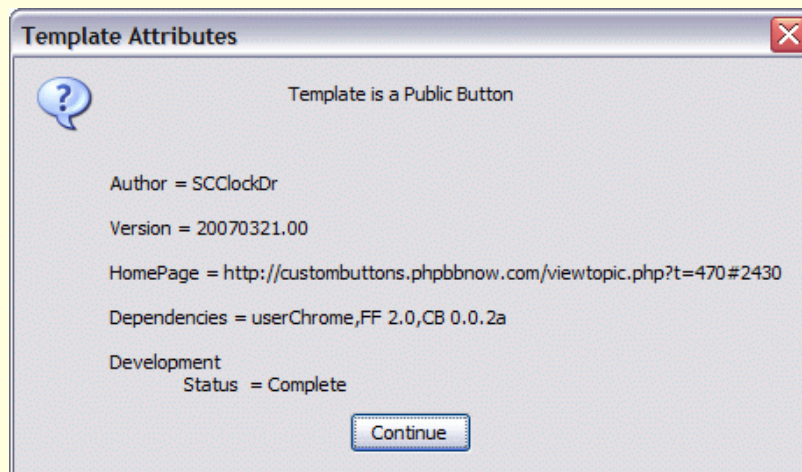 Template Attributes
Template is a Public Button
Author = SCClockDr
Version = 20070321.00
HomePage = http://custombuttons.phpbbnow.com/viewtopic.php?t=470#2430
Dependencies = userChrome,FF 2.0,CB 0.0.2a
Development
Status = Complete
Continue